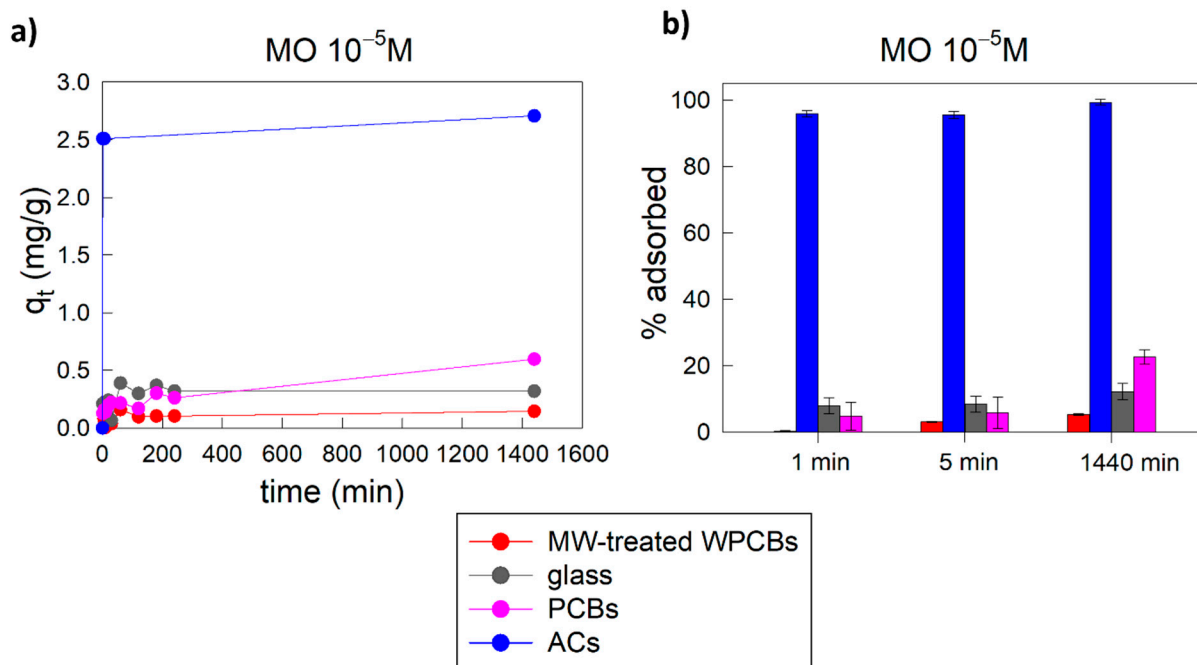 a)
MO 10⁻⁵M
3.0
2.5
2.0
1.5
1.0
0.5
0.0
qₜ (mg/g)
0 200 400 600 800 1000 1200 1400 1600
time (min)
b)
MO 10⁻⁵M
100
80
60
40
20
0
% adsorbed
1 min 5 min 1440 min
MW-treated WPCBs
glass
PCBs
ACs